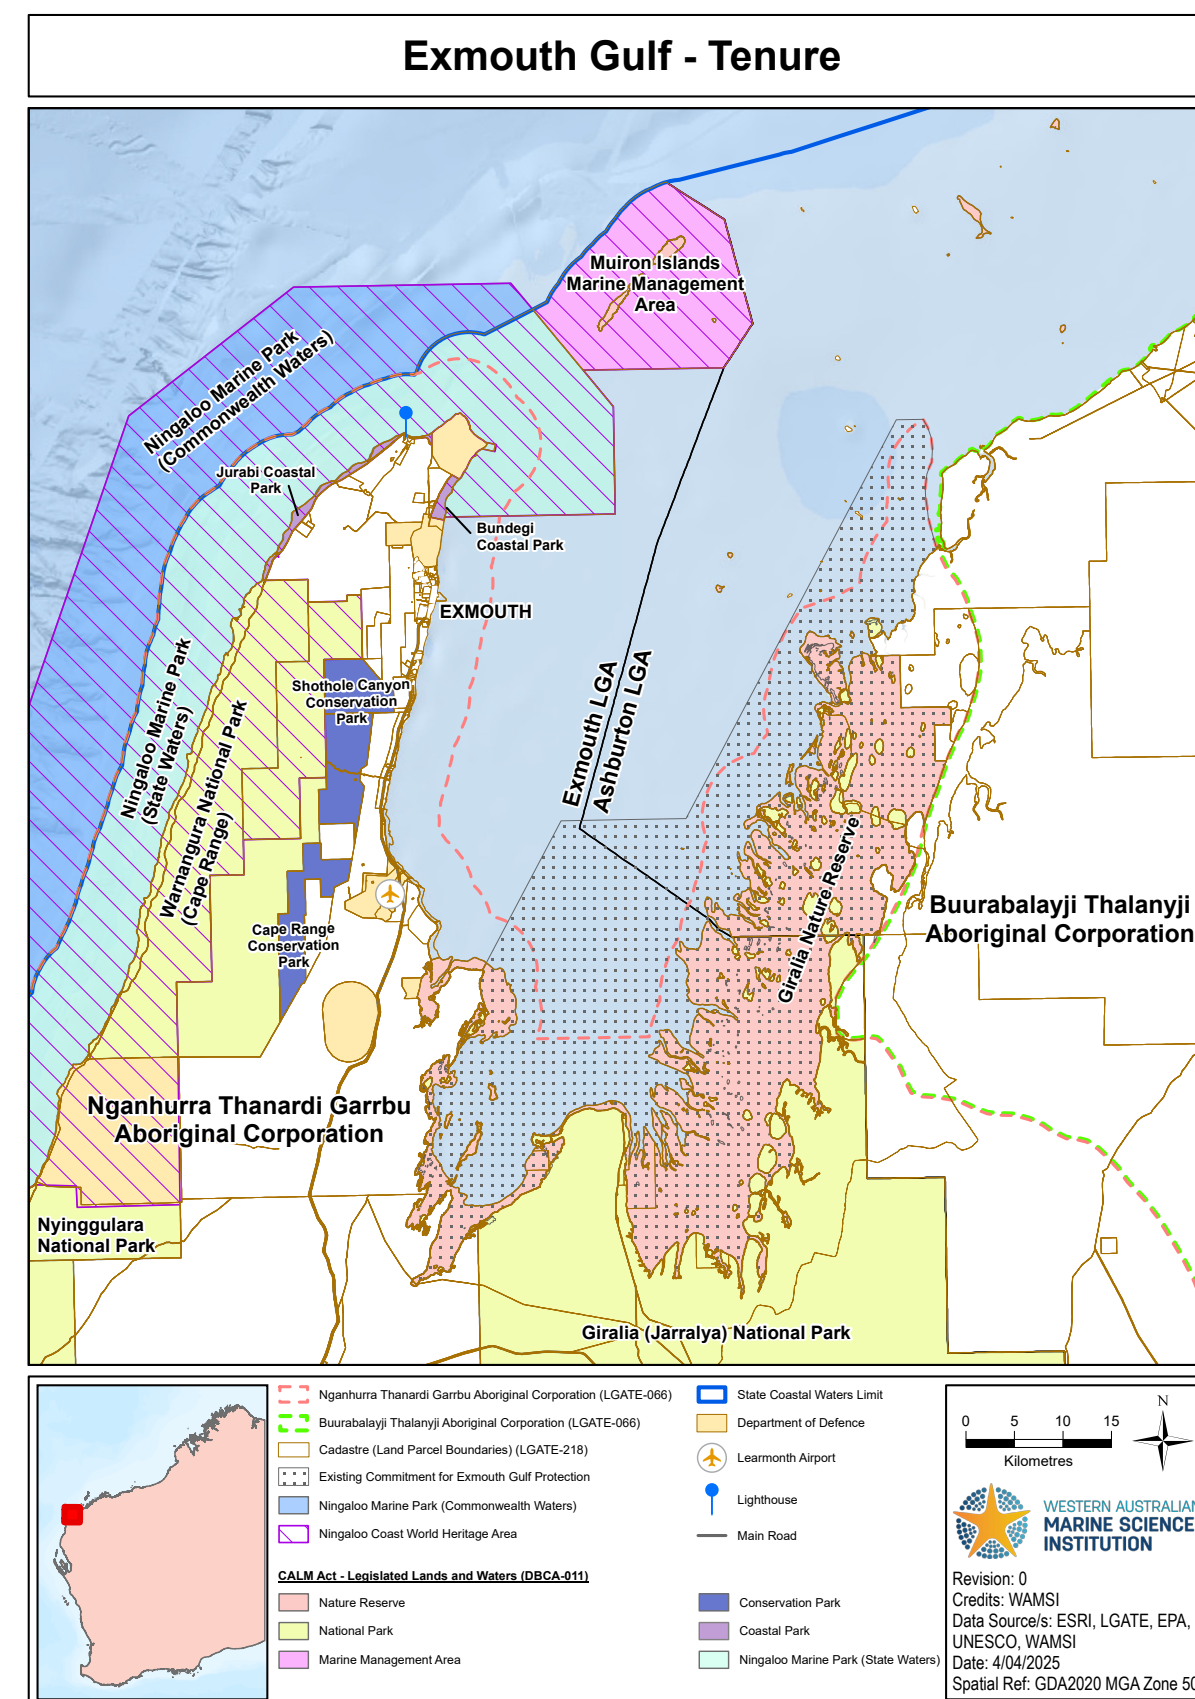 Exmouth Gulf - Tenure
Muiron Islands
Marine Management
Area
Ningaloo Marine Park
(Commonwealth Waters)
Jurabi Coastal
Park
Bundegi
Coastal Park
EXMOUTH
Ningaloo Marine Park
(State Waters)
Warnangura National Park
(Cape Range)
Shothole Canyon
Conservation
Park
Exmouth LGA
Ashburton LGA
Giralia Nature Reserve
Buurabalayji Thalanyji
Aboriginal Corporation
Cape Range
Conservation
Park
Nganhurra Thanardi Garrbu
Aboriginal Corporation
Nyinggulara
National Park
Giralia (Jarralya) National Park
Nganhurra Thanardi Garrbu Aboriginal Corporation (LGATE-066)
Buurabalayji Thalanyji Aboriginal Corporation (LGATE-066)
Cadastre (Land Parcel Boundaries) (LGATE-218)
Existing Commitment for Exmouth Gulf Protection
Ningaloo Marine Park (Commonwealth Waters)
Ningaloo Coast World Heritage Area
CALM Act - Legislated Lands and Waters (DBCA-011)
Nature Reserve
National Park
Marine Management Area
State Coastal Waters Limit
Department of Defence
Learmonth Airport
Lighthouse
Main Road
Conservation Park
Coastal Park
Ningaloo Marine Park (State Waters)
0 5 10 15
Kilometres
N
WESTERN AUSTRALIAN
MARINE SCIENCE
INSTITUTION
Revision: 0
Credits: WAMSI
Data Source/s: ESRI, LGATE, EPA,
UNESCO, WAMSI
Date: 4/04/2025
Spatial Ref: GDA2020 MGA Zone 50